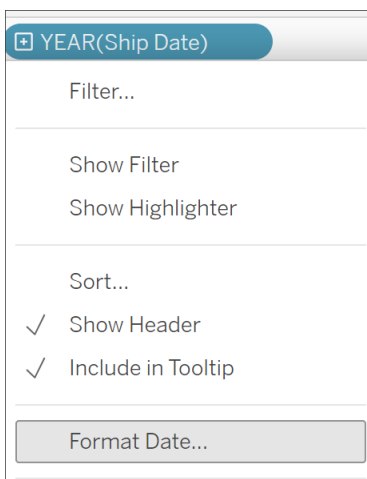 YEAR(Ship Date)
Filter...
Show Filter
Show Highlighter
Sort...
Show Header
Include in Tooltip
Format Date...